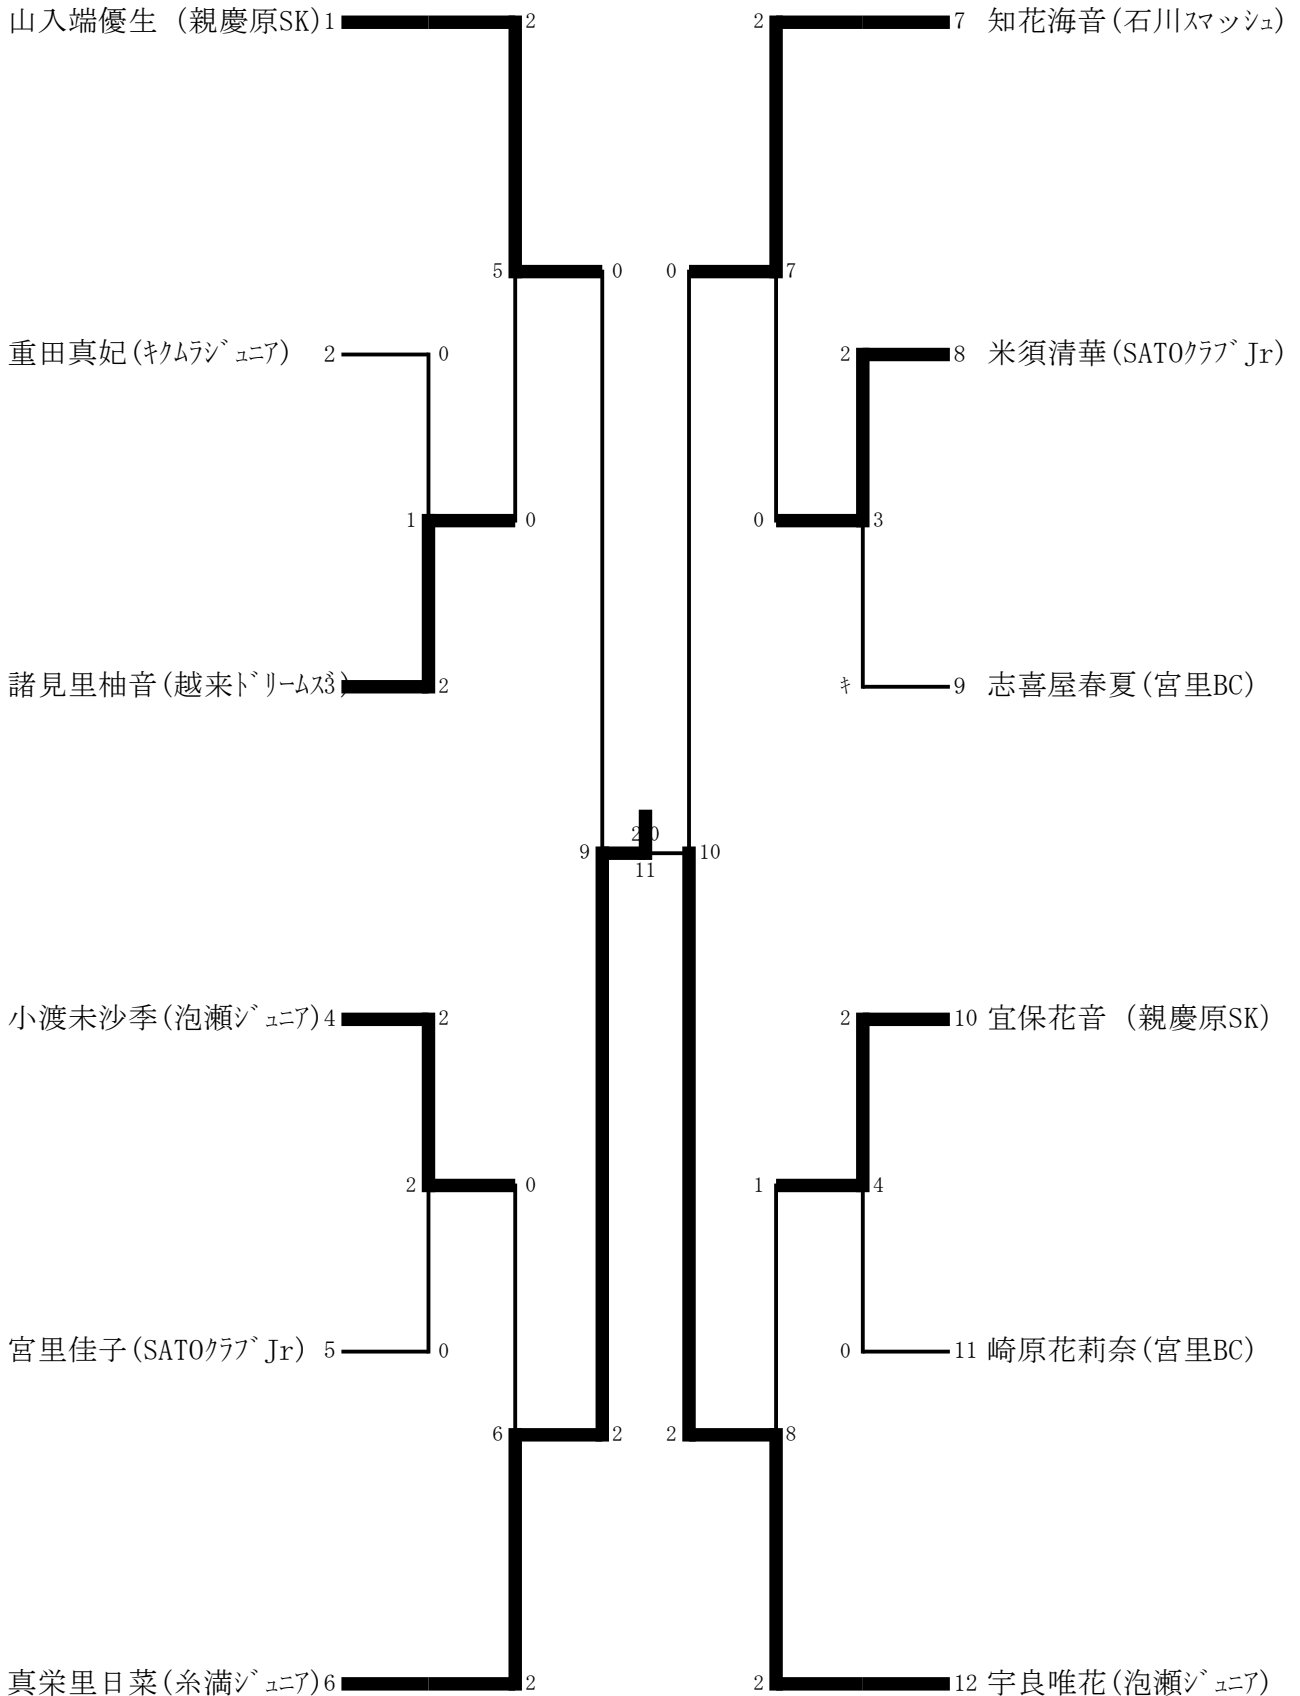 山入端優生 (親慶原SK) 1 2 2 7 知花海音(石川スマッシュ)
5 0 0 7
重田真妃(キクムラジュニア) 2 0 2 8 米須清華(SATOクラブJr)
1 0 0 3
諸見里柚音(越来ドリームズ) 3 2 キ 9 志喜屋春夏(宮里BC)
2 0
9 10
11
小渡未沙季(泡瀬ジュニア) 4 2 2 10 宜保花音 (親慶原SK)
2 0 1 4
宮里佳子(SATOクラブJr) 5 0 0 11 崎原花莉奈(宮里BC)
6 2 2 8
真栄里日菜(糸満ジュニア) 6 2 2 12 宇良唯花(泡瀬ジュニア)